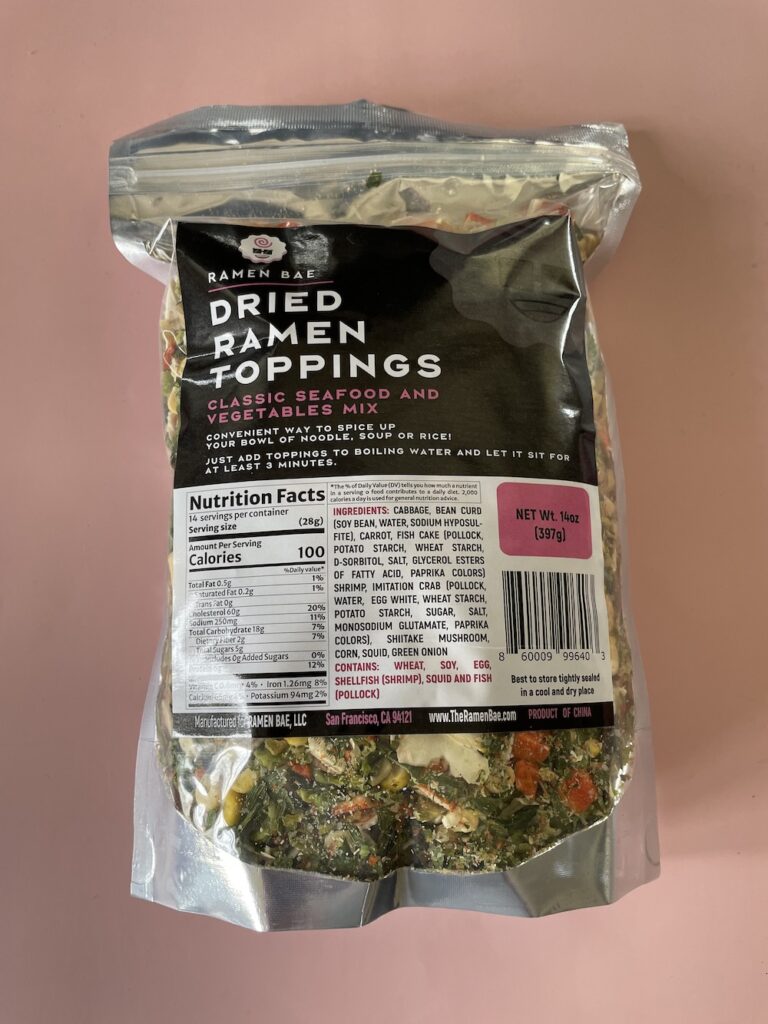 RAMEN BAE
DRIED
RAMEN
TOPPINGS
CLASSIC SEAFOOD AND
VEGETABLES MIX
CONVENIENT WAY TO SPICE UP
YOUR BOWL OF NOODLE, SOUP OR RICE!
JUST ADD TOPPINGS TO BOILING WATER AND LET IT SIT FOR
AT LEAST 3 MINUTES.
Nutrition Facts
14 servings per container
Serving size (28g)
Amount Per Serving
Calories 100
%Daily value*
Total Fat 0.5g 1%
Saturated Fat 0.2g 1%
Trans Fat 0g
Cholesterol 60g 20%
Sodium 250mg 11%
Total Carbohydrate 18g 7%
Dietary Fiber 2g 7%
Total Sugars 5g
Includes 0g Added Sugars 0%
12%
4% • Iron 1.26mg 8%
• Potassium 94mg 2%
*The % of Daily Value (DV) tells you how much a nutrient
in a serving o food contributes to a daily diet. 2,000
calories a day is used for general nutrition advice.
INGREDIENTS: CABBAGE, BEAN CURD
(SOY BEAN, WATER, SODIUM HYPOSUL-
FITE), CARROT, FISH CAKE (POLLOCK,
POTATO STARCH, WHEAT STARCH,
D-SORBITOL, SALT, GLYCEROL ESTERS
OF FATTY ACID, PAPRIKA COLORS)
SHRIMP, IMITATION CRAB (POLLOCK,
WATER, EGG WHITE, WHEAT STARCH,
POTATO STARCH, SUGAR, SALT,
MONOSODIUM GLUTAMATE, PAPRIKA
COLORS), SHIITAKE MUSHROOM,
CORN, SQUID, GREEN ONION
CONTAINS: WHEAT, SOY, EGG,
SHELLFISH (SHRIMP), SQUID AND FISH
(POLLOCK)
NET Wt. 14oz
(397g)
8 60009 99640 3
Best to store tightly sealed
in a cool and dry place
Manufactured for RAMEN BAE, LLC San Francisco, CA 94121 www.TheRamenBae.com PRODUCT OF CHINA